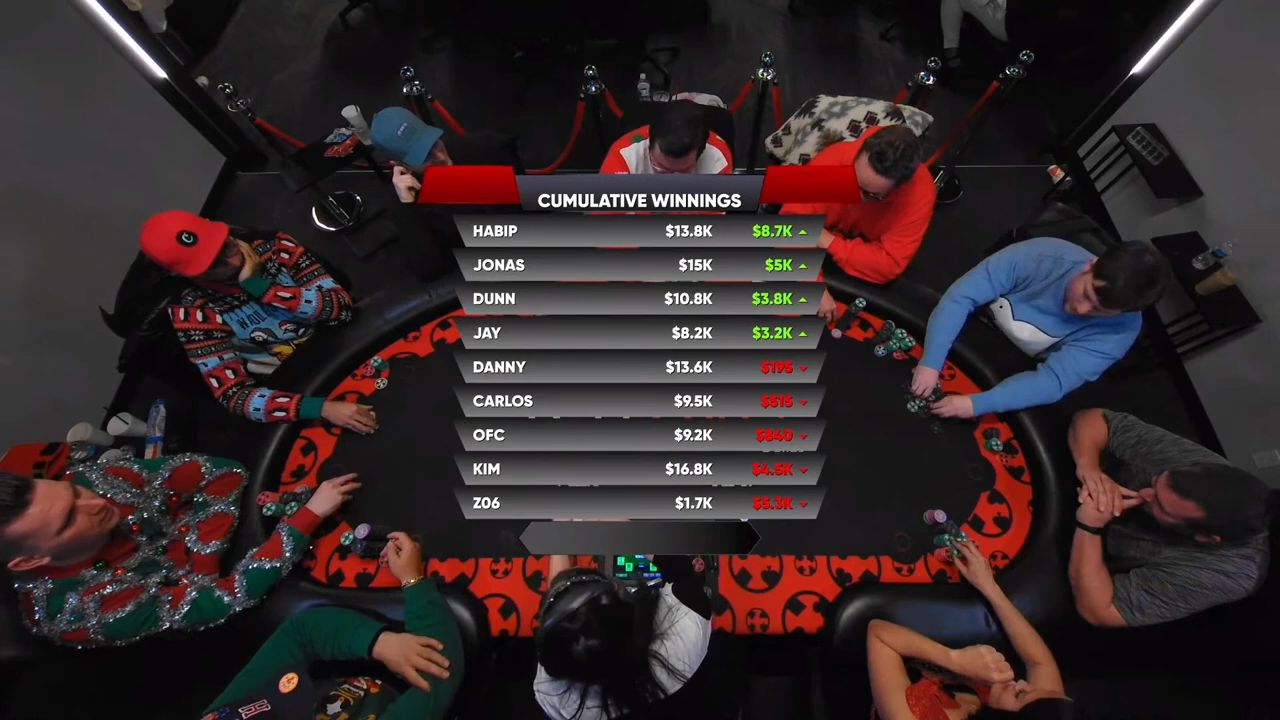 CUMULATIVE WINNINGS
HABIP $13.8K $8.7K
JONAS $15K $5K
DUNN $10.8K $3.8K
JAY $8.2K $3.2K
DANNY $13.6K $195
CARLOS $9.5K $515
OFC $9.2K $840
KIM $16.8K $4.5K
Z06 $1.7K $5.3K